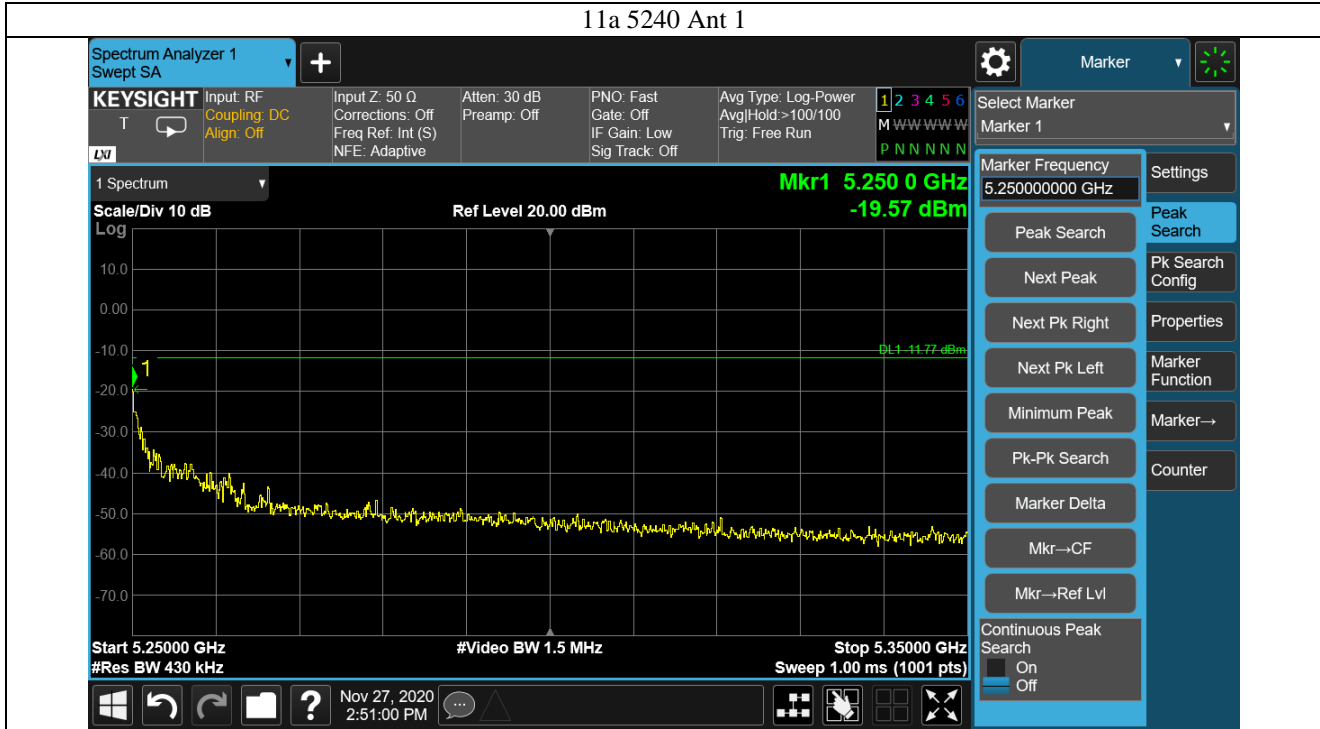 11a 5240 Ant 1
Spectrum Analyzer 1
Swept SA
Marker
KEYSIGHT
T
LXI
Input: RF
Coupling: DC
Align: Off
Input Z: 50 Ω
Corrections: Off
Freq Ref: Int (S)
NFE: Adaptive
Atten: 30 dB
Preamp: Off
PNO: Fast
Gate: Off
IF Gain: Low
Sig Track: Off
Avg Type: Log-Power
Avg|Hold:>100/100
Trig: Free Run
1 2 3 4 5 6
M W W W W W
P N N N N N
Select Marker
Marker 1
1 Spectrum
Mkr1 5.250 0 GHz
Scale/Div 10 dB
Ref Level 20.00 dBm
-19.57 dBm
Log
10.0
0.00
-10.0
-20.0
-30.0
-40.0
-50.0
-60.0
-70.0
DL1 -11.77 dBm
1
Start 5.25000 GHz
#Video BW 1.5 MHz
Stop 5.35000 GHz
#Res BW 430 kHz
Sweep 1.00 ms (1001 pts)
Marker Frequency
5.250000000 GHz
Peak Search
Next Peak
Next Pk Right
Next Pk Left
Minimum Peak
Pk-Pk Search
Marker Delta
Mkr→CF
Mkr→Ref Lvl
Continuous Peak
Search
On
Off
Settings
Peak
Search
Pk Search
Config
Properties
Marker
Function
Marker→
Counter
?
Nov 27, 2020
2:51:00 PM